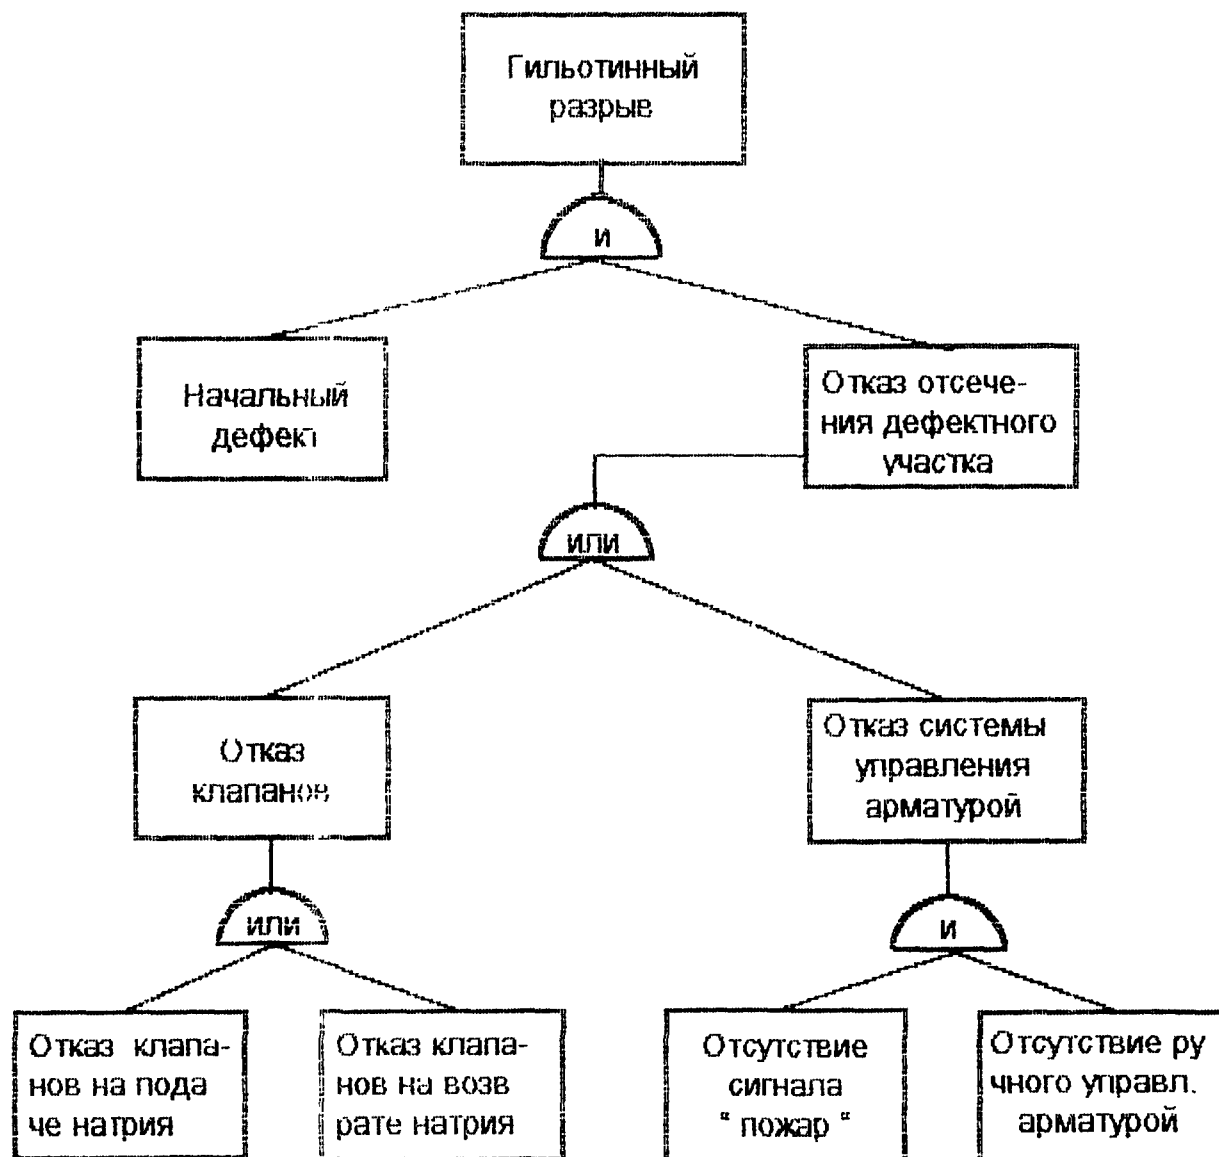 Гильотинный
разрыв
и
Начальный
дефект
Отказ отсече-
ния дефектного
участка
или
Отказ
клапанов
Отказ системы
управления
арматурой
или
и
Отказ клапа-
нов на пода
че натрия
Отказ клапа-
нов на возв
рате натрия
Отсутствие
сигнала
" пожар "
Отсутствие ру
чного управл.
арматурой